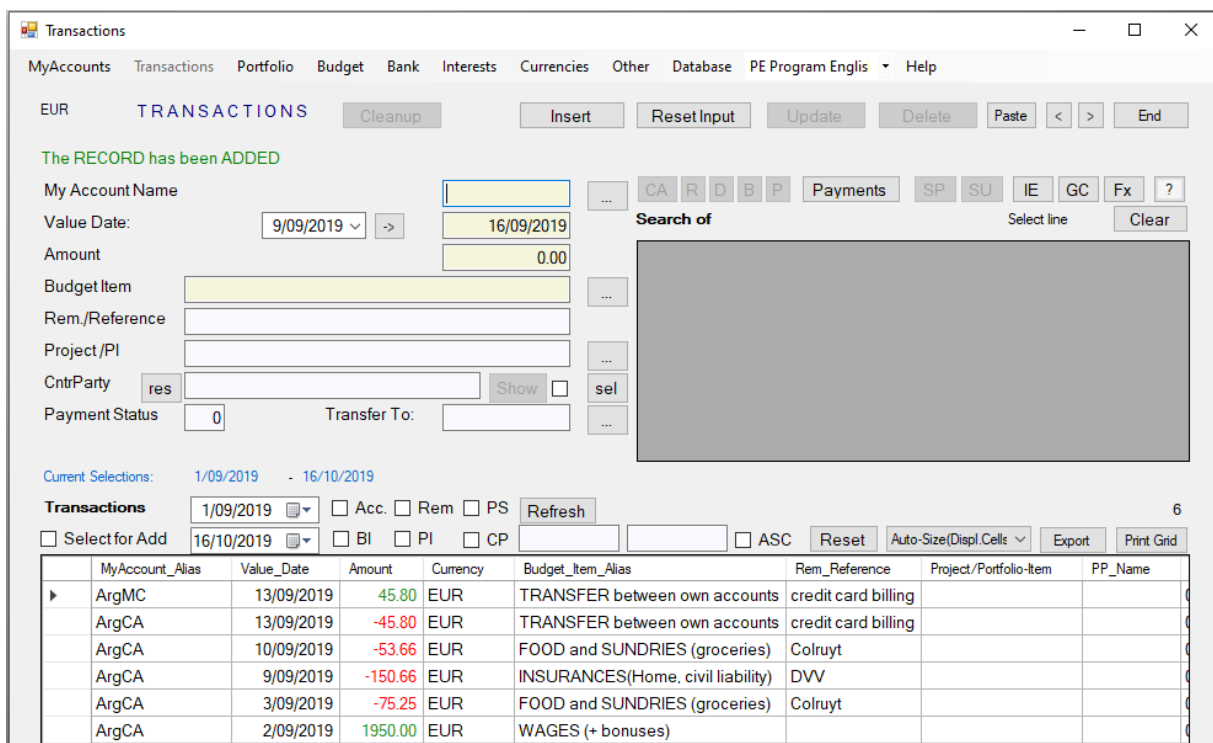 Transactions
MyAccounts Transactions Portfolio Budget Bank Interests Currencies Other Database PE Program Englis Help
EUR TRANSACTIONS Cleanup Insert Reset Input Update Delete Paste < > End
The RECORD has been ADDED
My Account Name ... CA R D B P Payments SP SU IE GC Fx ?
Value Date: 9/09/2019 -> 16/09/2019 Search of Select line Clear
Amount 0.00
Budget Item ...
Rem./Reference
Project /PI ...
CntrParty res Show sel
Payment Status 0 Transfer To: ...
Current Selections: 1/09/2019 - 16/10/2019
Transactions 1/09/2019 Acc. Rem PS Refresh 6
Select for Add 16/10/2019 BI PI CP ASC Reset Auto-Size(Displ.Cells Export Print Grid
MyAccount_Alias Value_Date Amount Currency Budget_Item_Alias Rem_Reference Project/Portfolio-Item PP_Name
ArgMC 13/09/2019 45.80 EUR TRANSFER between own accounts credit card billing
ArgCA 13/09/2019 -45.80 EUR TRANSFER between own accounts credit card billing
ArgCA 10/09/2019 -53.66 EUR FOOD and SUNDRIES (groceries) Colruyt
ArgCA 9/09/2019 -150.66 EUR INSURANCES(Home, civil liability) DVV
ArgCA 3/09/2019 -75.25 EUR FOOD and SUNDRIES (groceries) Colruyt
ArgCA 2/09/2019 1950.00 EUR WAGES (+ bonuses)